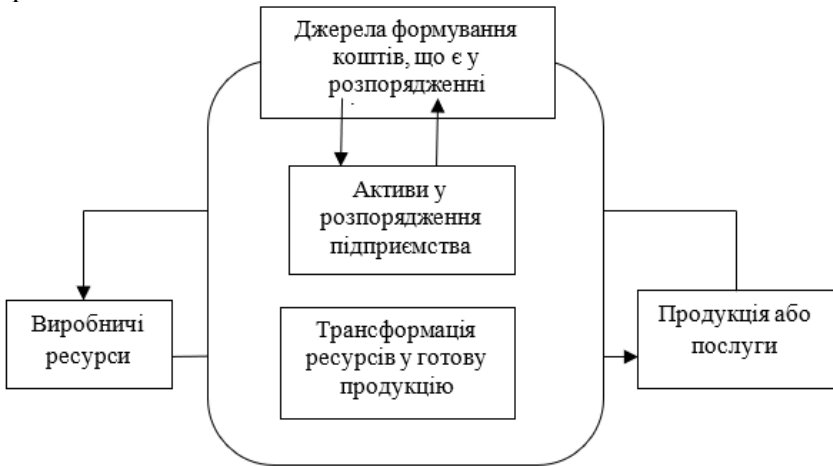 Джерела формування
коштів, що є у
розпорядженні
Активи у
розпорядження
підприємства
Виробничі
ресурси
Трансформація
ресурсів у готову
продукцію
Продукція або
послуги